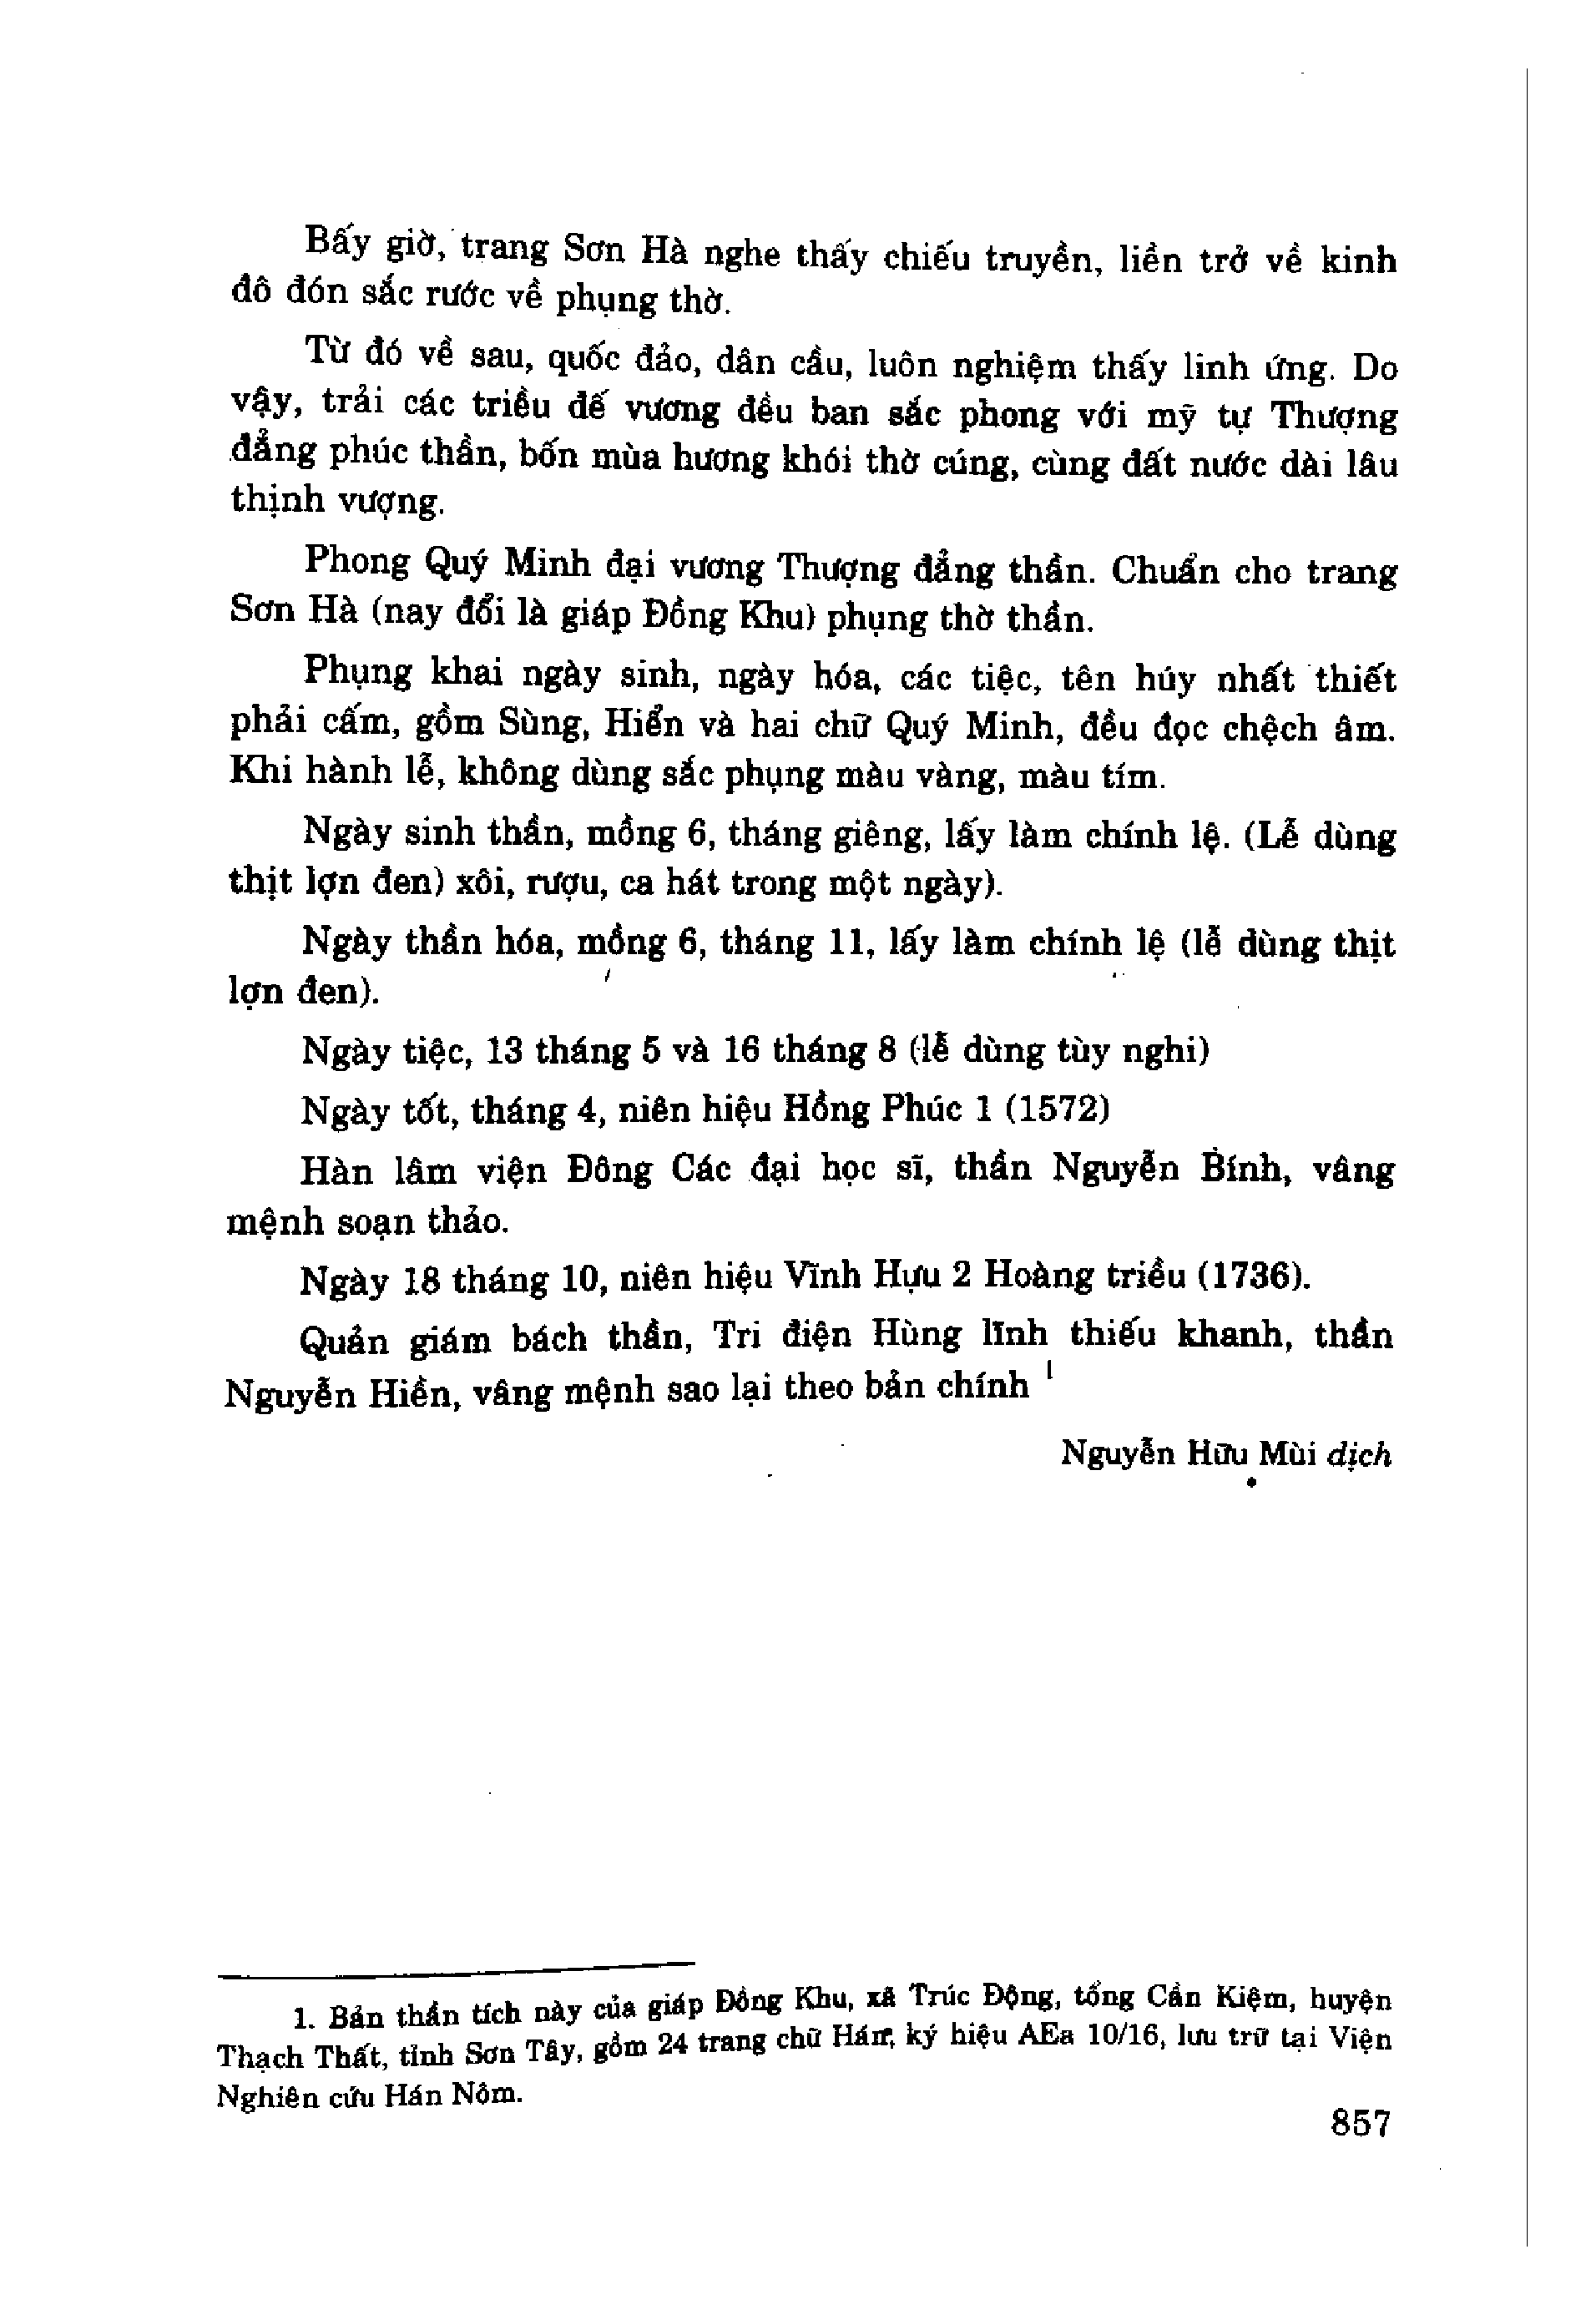 Bấy giờ, trang Sơn Hà nghe thấy chiếu truyền, liền trở về kinh
đô đón sắc rước về phụng thờ.
Từ đó về sau, quốc đảo, dân cầu, luôn nghiệm thấy linh ứng. Do
vậy, trải các triều đế vương đều ban sắc phong với mỹ tự Thượng
đẳng phúc thần, bốn mùa hương khói thờ cúng, cùng đất nước dài lâu
thịnh vượng.
Phong Quý Minh đại vương Thượng đẳng thần. Chuẩn cho trang
Sơn Hà (nay đổi là giáp Đồng Khu) phụng thờ thần.
Phụng khai ngày sinh, ngày hóa, các tiệc, tên húy nhất thiết
phải cấm, gồm Sùng, Hiển và hai chữ Quý Minh, đều đọc chệch âm.
Khi hành lễ, không dùng sắc phụng màu vàng, màu tím.
Ngày sinh thần, mồng 6, tháng giêng, lấy làm chính lệ. (Lễ dùng
thịt lợn đen) xôi, rượu, ca hát trong một ngày).
Ngày thần hóa, mồng 6, tháng 11, lấy làm chính lệ (lễ dùng thịt
lợn đen).
Ngày tiệc, 13 tháng 5 và 16 tháng 8 (lễ dùng tùy nghi)
Ngày tốt, tháng 4, niên hiệu Hồng Phúc 1 (1572)
Hàn lâm viện Đông Các đại học sĩ, thần Nguyễn Bính, vâng
mệnh soạn thảo.
Ngày 18 tháng 10, niên hiệu Vĩnh Hựu 2 Hoàng triều (1736).
Quản giám bách thần, Tri điện Hùng lĩnh thiếu khanh, thần
Nguyễn Hiền, vâng mệnh sao lại theo bản chính 1
Nguyễn Hữu Mùi dịch
1. Bản thần tích này của giáp Đồng Khu, xã Trúc Động, tổng Cần Kiệm, huyện
Thạch Thất, tỉnh Sơn Tây, gồm 24 trang chữ Hán, ký hiệu AEa 10/16, lưu trữ tại Viện
Nghiên cứu Hán Nôm.
857